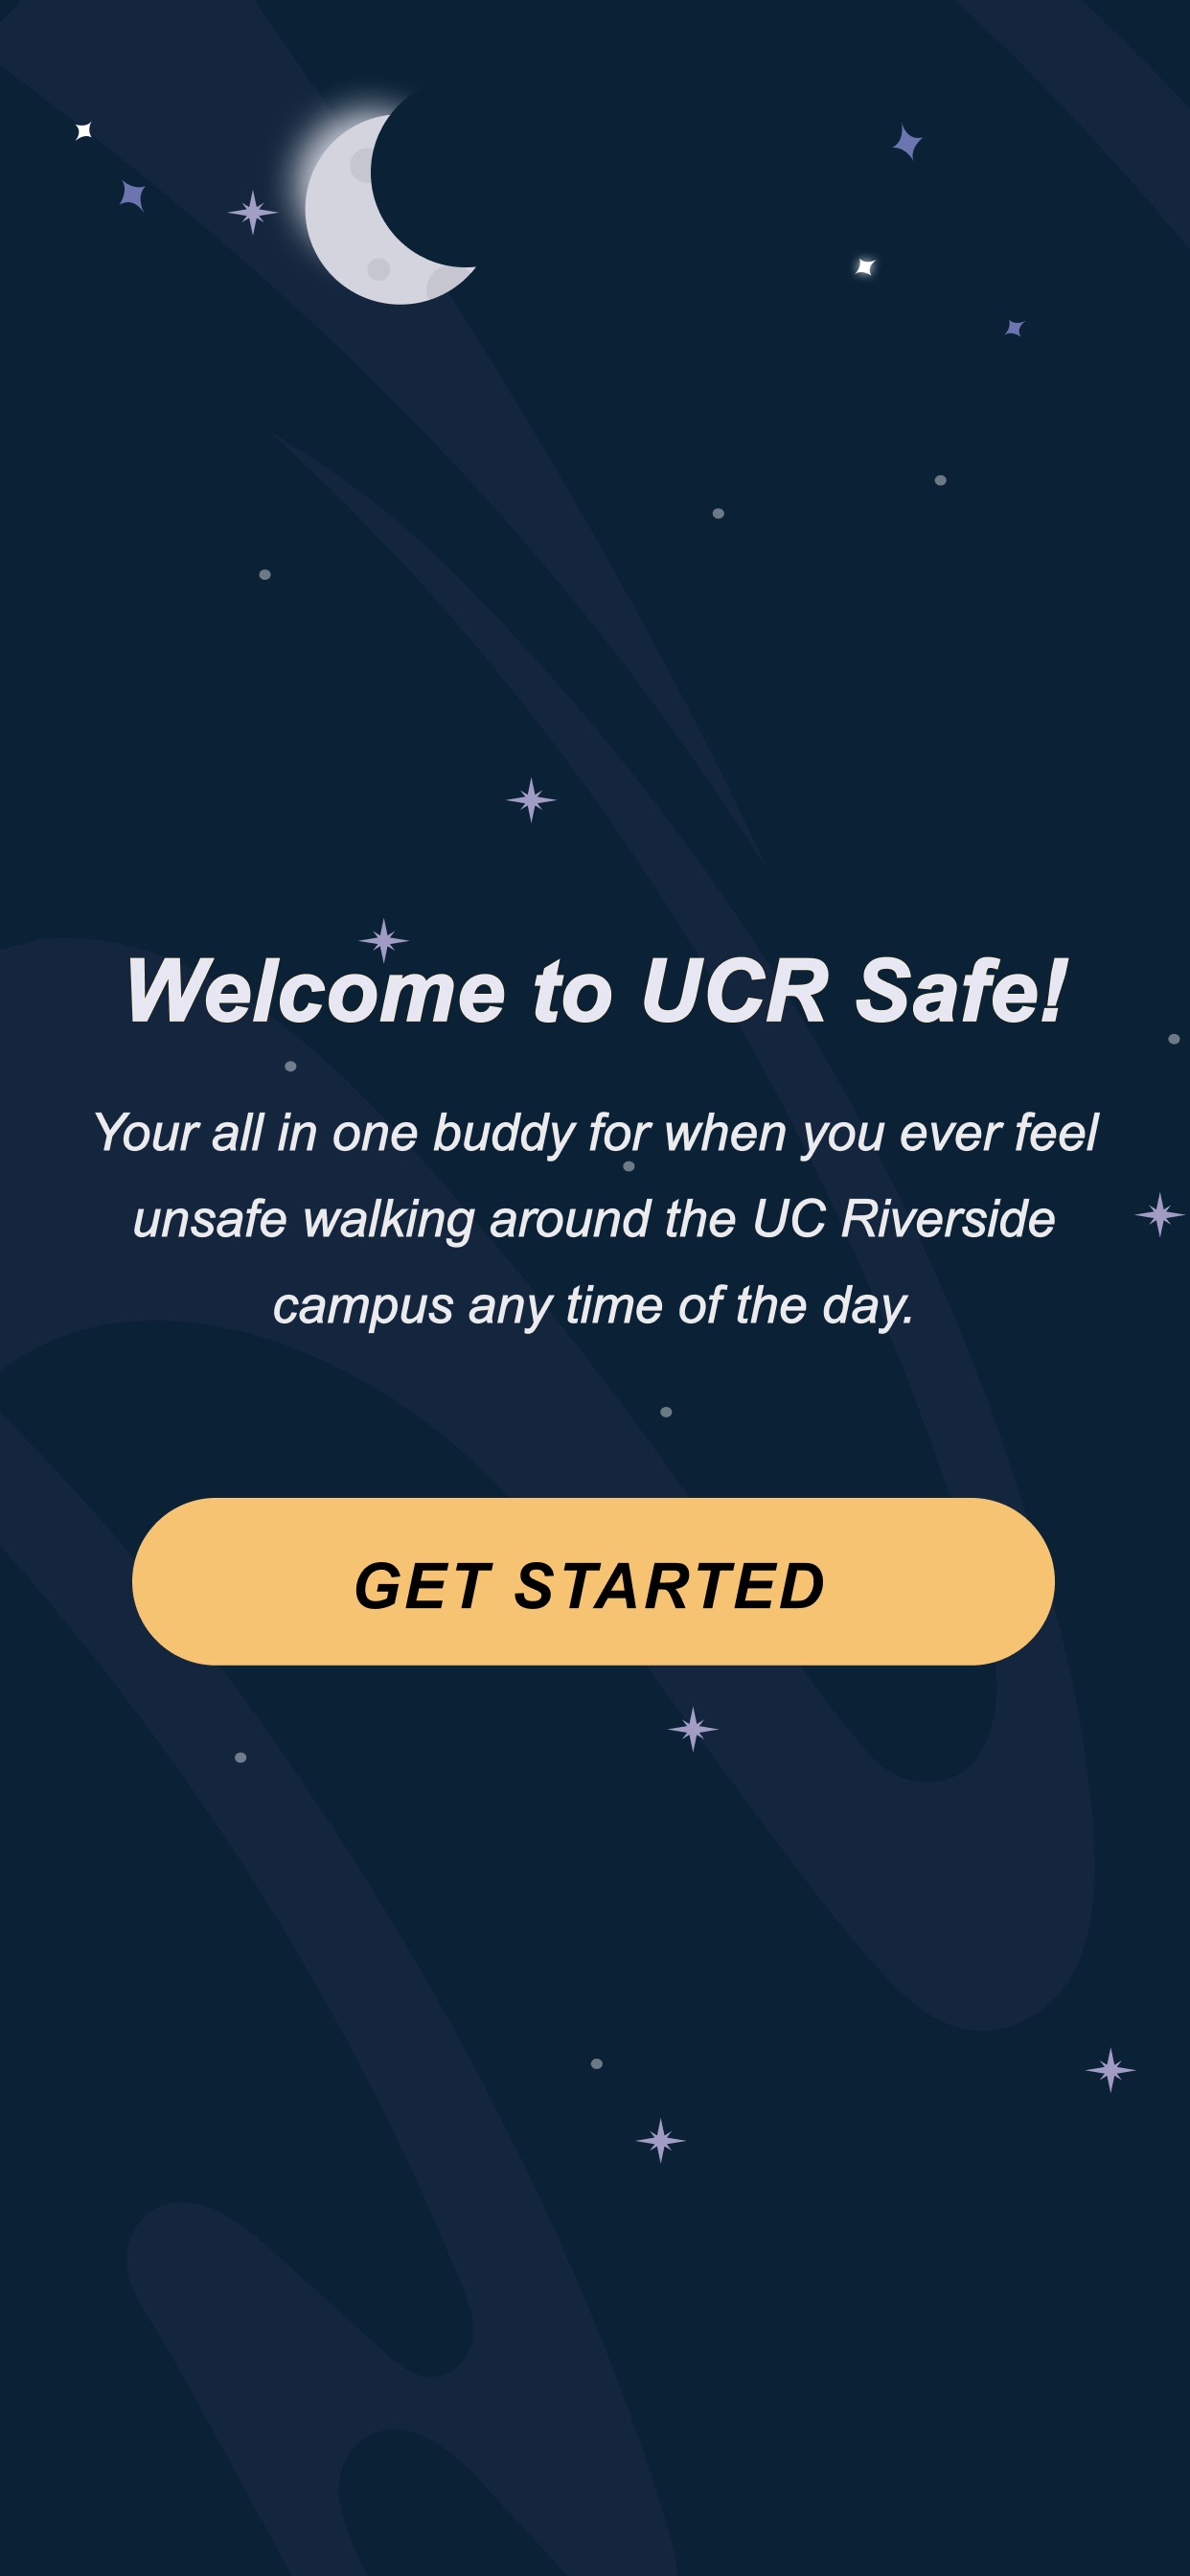 Welcome to UCR Safe!
Your all in one buddy for when you ever feel
unsafe walking around the UC Riverside
campus any time of the day.
GET STARTED